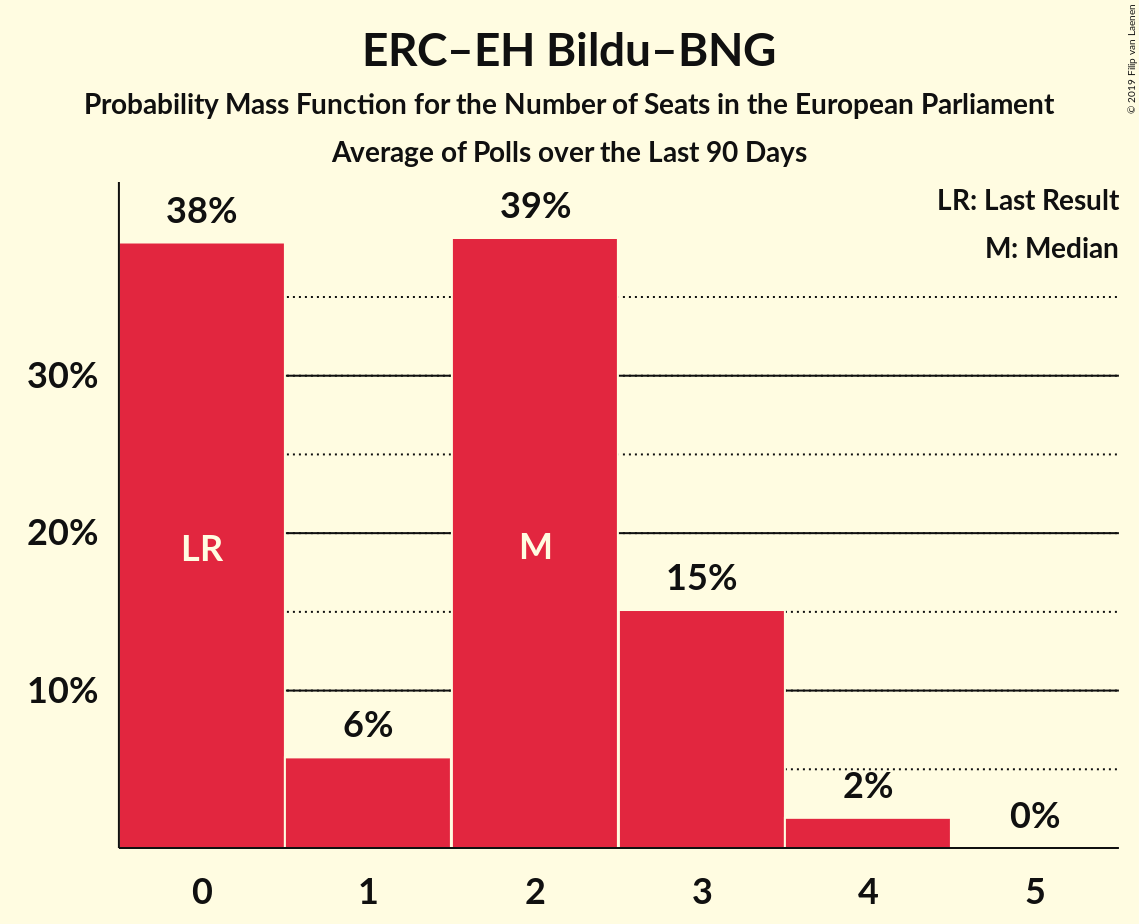 ERC–EH Bildu–BNG
Probability Mass Function for the Number of Seats in the European Parliament
Average of Polls over the Last 90 Days
© 2019 Filip van Laenen
LR: Last Result
M: Median
38%
39%
30%
20%
LR
M
15%
10%
6%
2%
0%
0
1
2
3
4
5